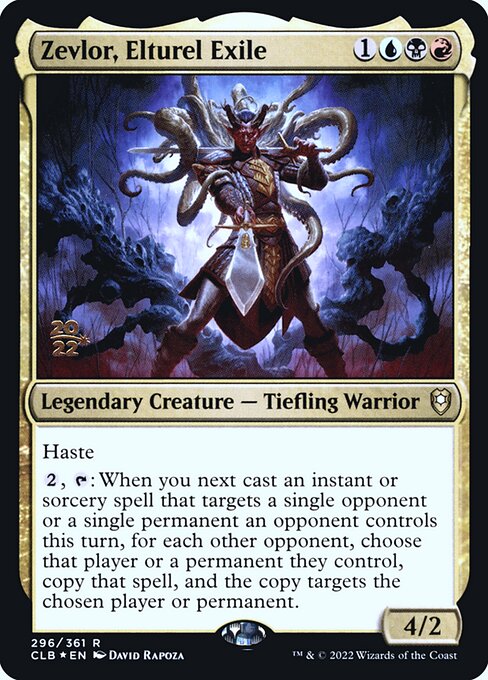 Zevlor, Elturel Exile 1
20
22
Legendary Creature — Tiefling Warrior
Haste
2, : When you next cast an instant or
sorcery spell that targets a single opponent
or a single permanent an opponent controls
this turn, for each other opponent, choose
that player or a permanent they control,
copy that spell, and the copy targets the
chosen player or permanent.
4/2
296/361 R
CLB ★ EN DAVID RAPOZA ™ & © 2022 Wizards of the Coast